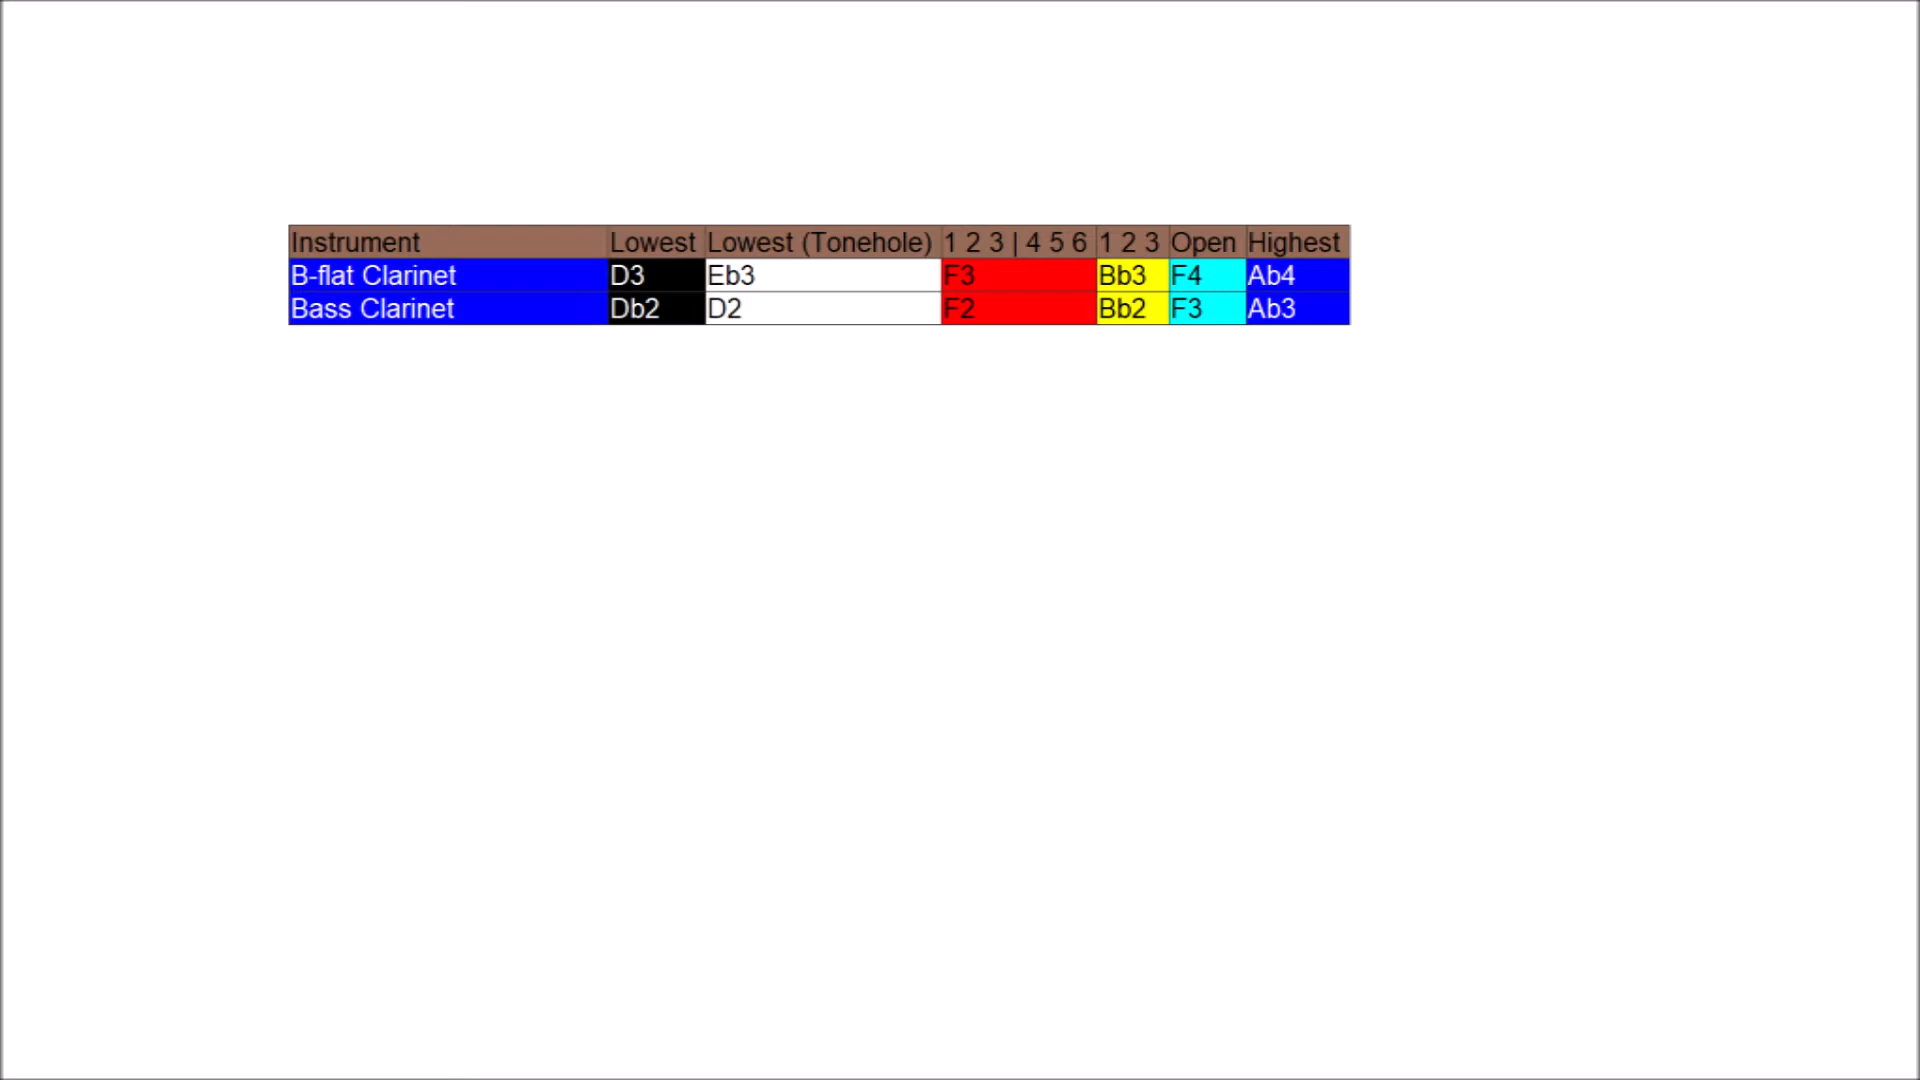 Instrument Lowest Lowest (Tonehole) 1 2 3 | 4 5 6 1 2 3 Open Highest
B-flat Clarinet D3 Eb3 F3 Bb3 F4 Ab4
Bass Clarinet Db2 D2 F2 Bb2 F3 Ab3